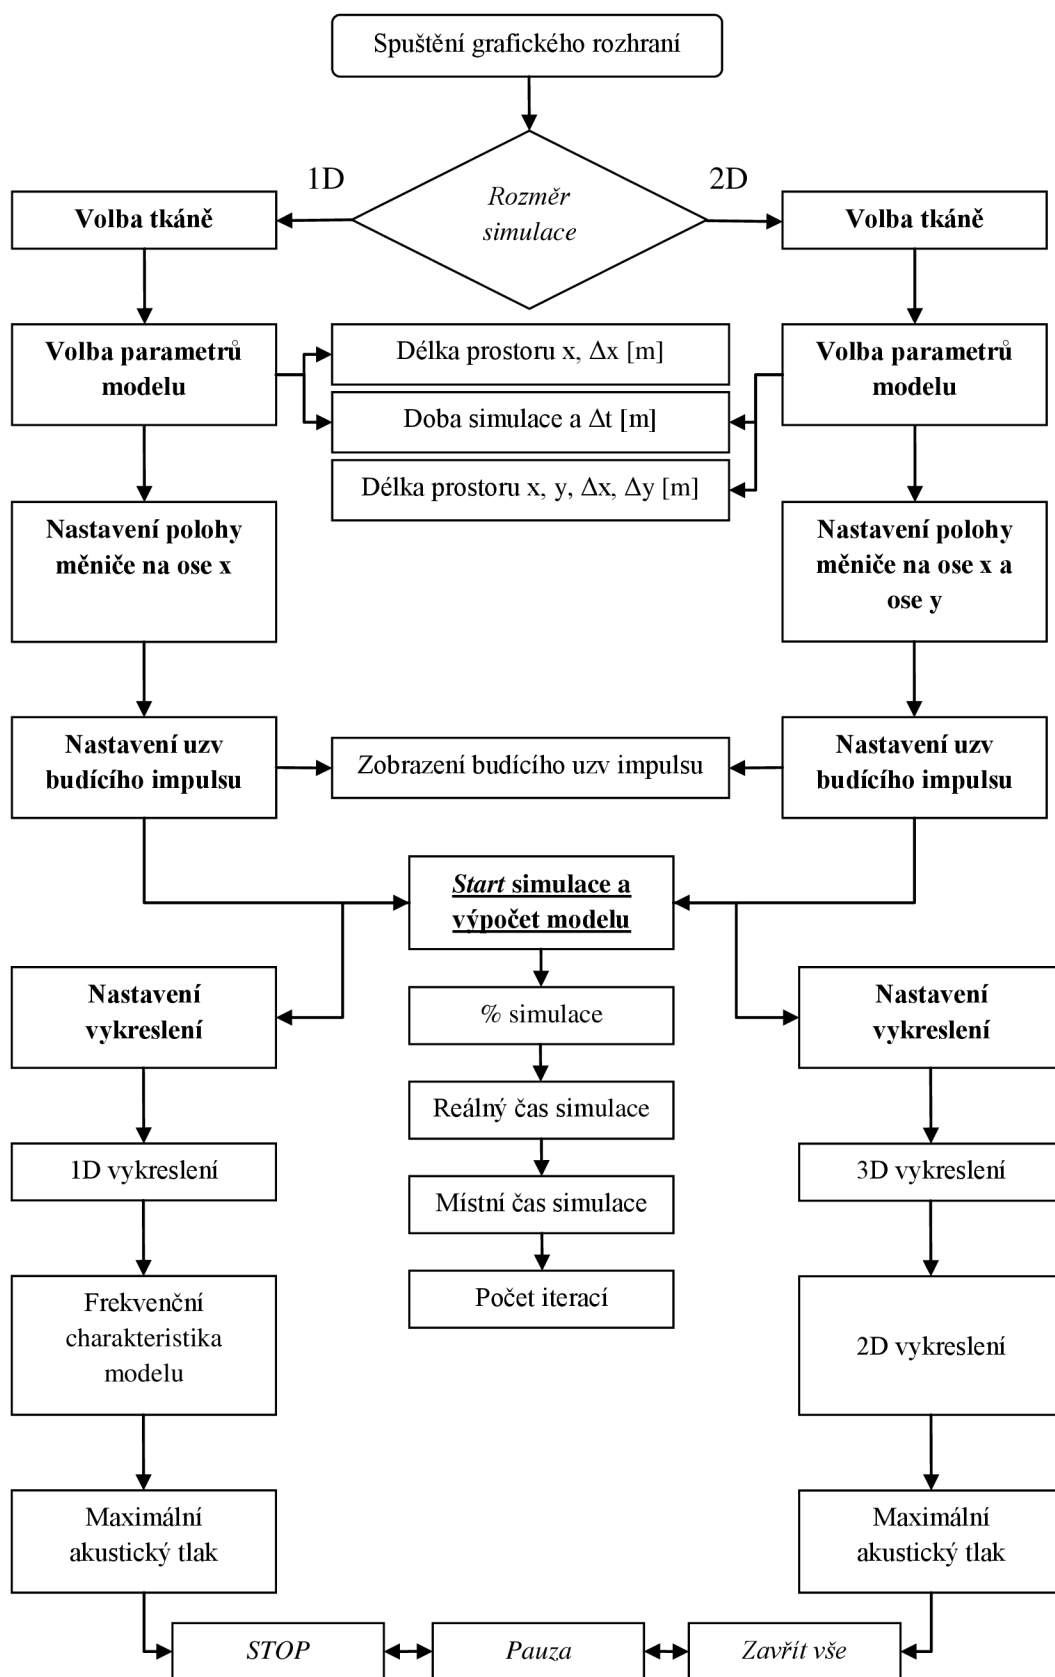 Spuštění grafického rozhraní
1D
2D
Rozměr
simulace
Volba tkáně
Volba tkáně
Volba parametrů
modelu
Délka prostoru x, Δx [m]
Doba simulace a Δt [m]
Délka prostoru x, y, Δx, Δy [m]
Volba parametrů
modelu
Nastavení polohy
měniče na ose x
Nastavení polohy
měniče na ose x a
ose y
Nastavení uzv
budícího impulsu
Zobrazení budícího uzv impulsu
Nastavení uzv
budícího impulsu
Start simulace a
výpočet modelu
Nastavení
vykreslení
% simulace
Nastavení
vykreslení
Reálný čas simulace
1D vykreslení
Místní čas simulace
3D vykreslení
Počet iterací
Frekvenční
charakteristika
modelu
2D vykreslení
Maximální
akustický tlak
Maximální
akustický tlak
STOP
Pauza
Zavřít vše